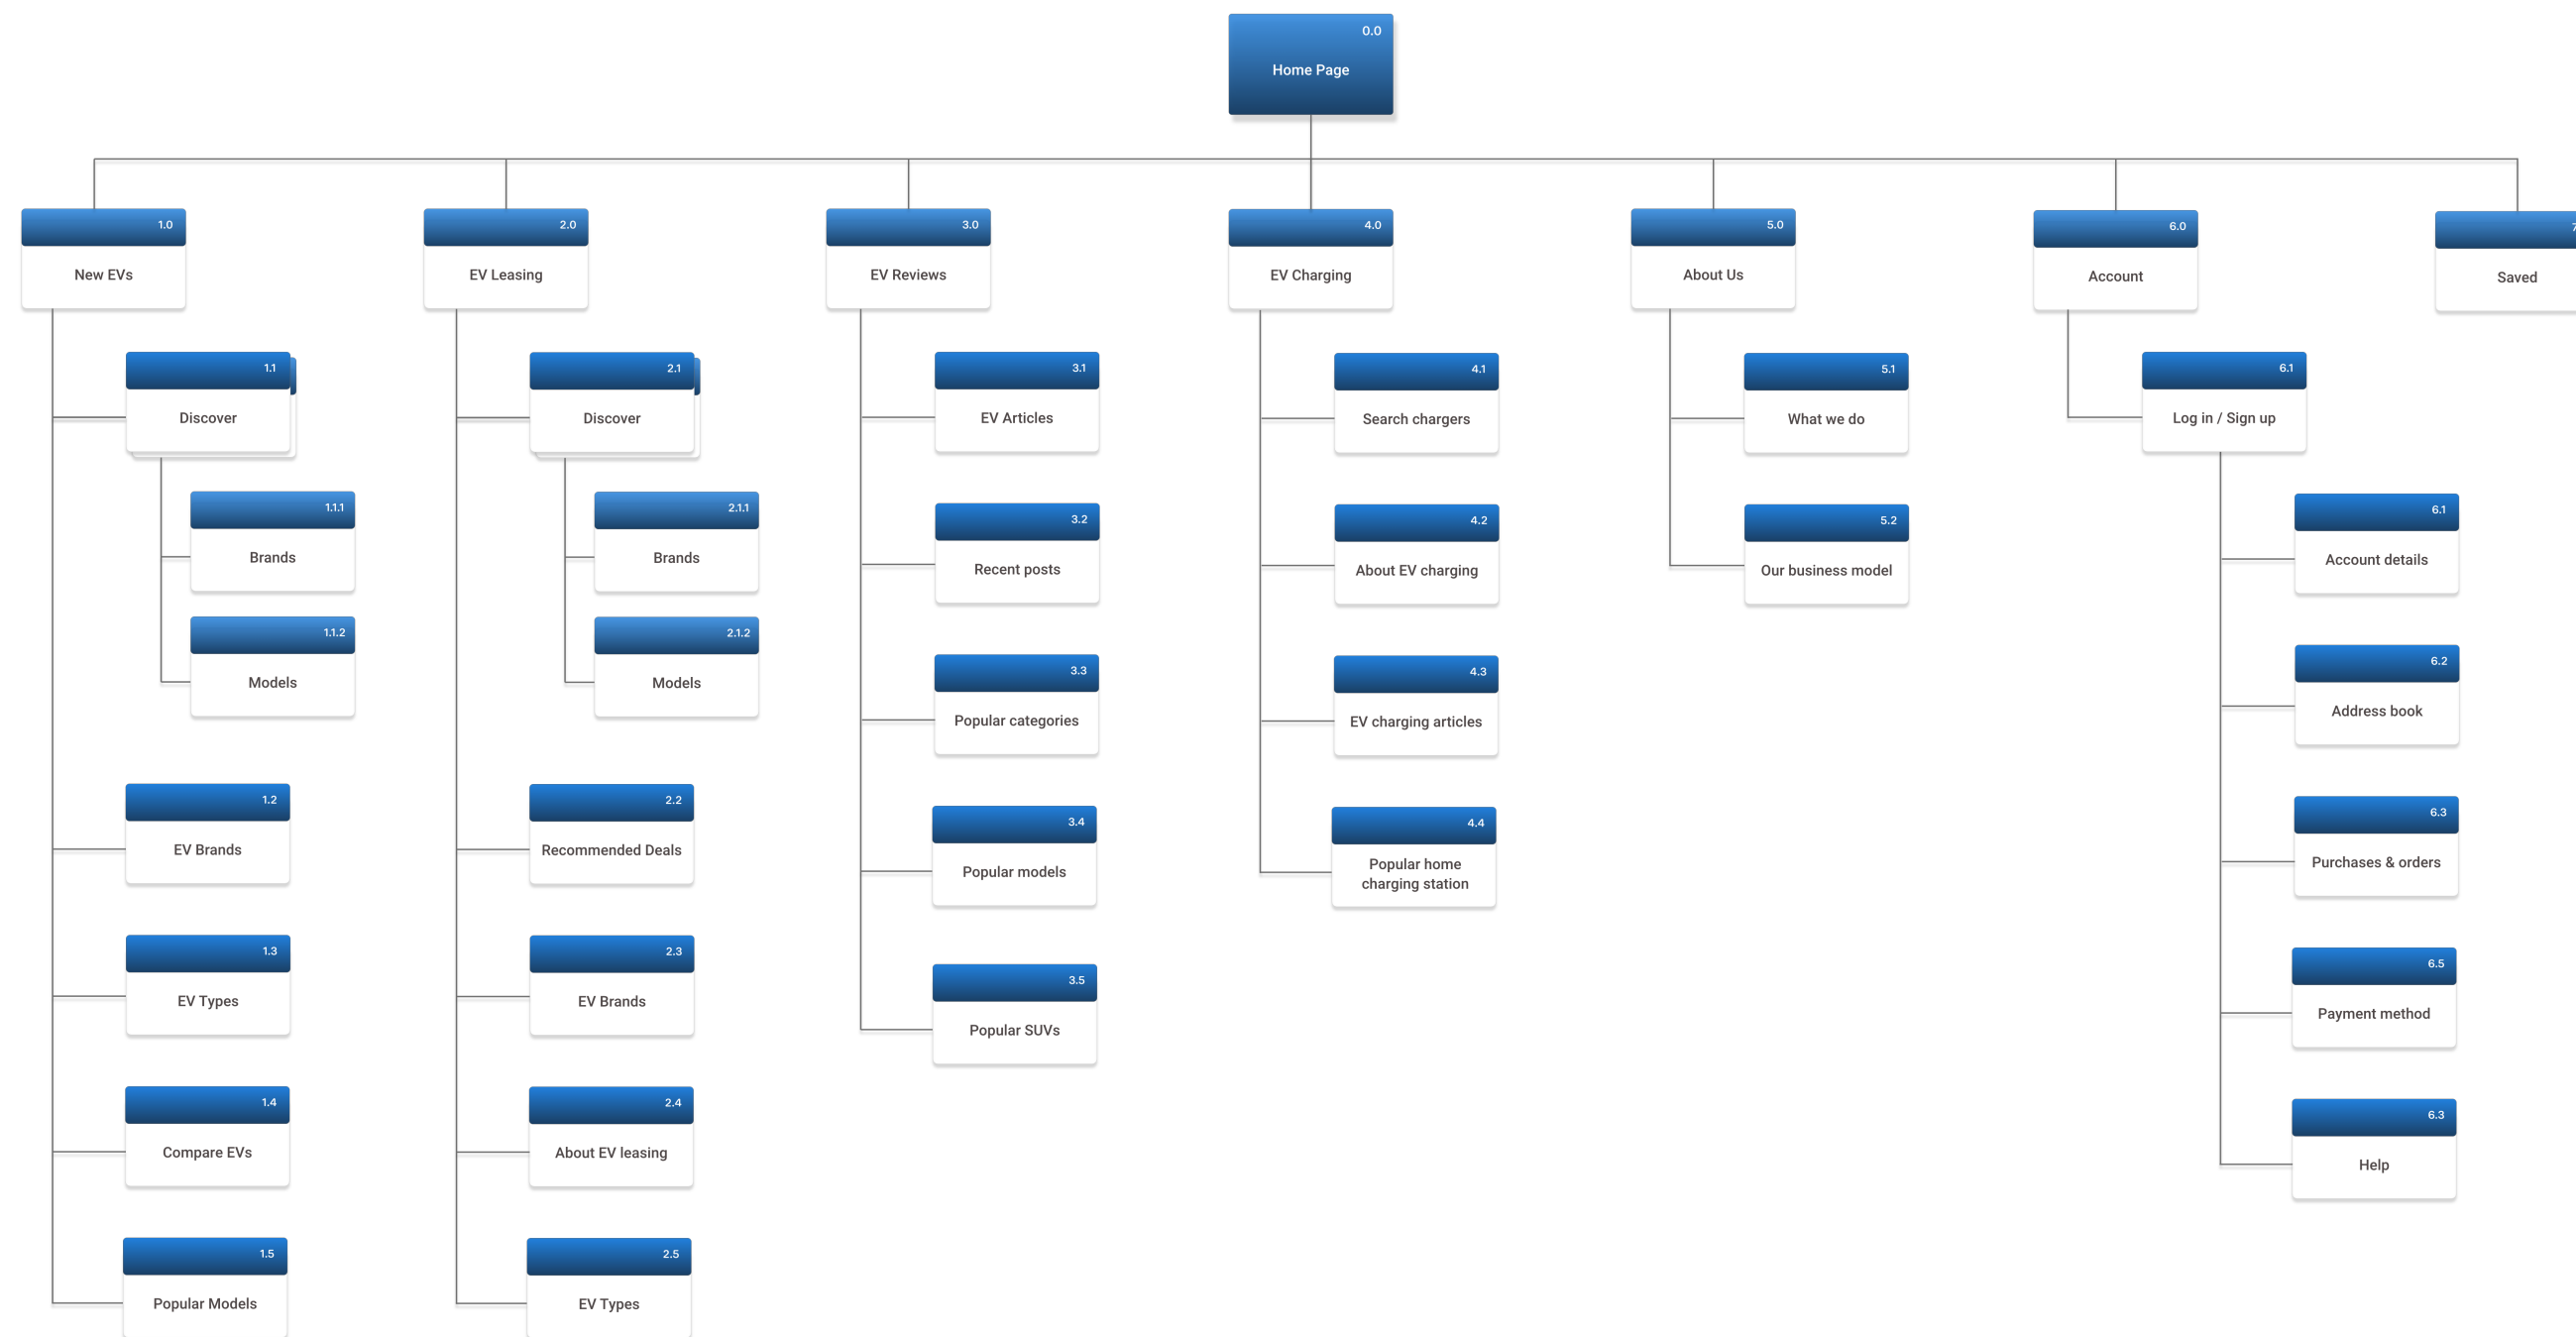 0.0
Home Page
1.0
New EVs
1.1
Discover
1.1.1
Brands
1.1.2
Models
1.2
EV Brands
1.3
EV Types
1.4
Compare EVs
1.5
Popular Models
2.0
EV Leasing
2.1
Discover
2.1.1
Brands
2.1.2
Models
2.2
Recommended Deals
2.3
EV Brands
2.4
About EV leasing
2.5
EV Types
3.0
EV Reviews
3.1
EV Articles
3.2
Recent posts
3.3
Popular categories
3.4
Popular models
3.5
Popular SUVs
4.0
EV Charging
4.1
Search chargers
4.2
About EV charging
4.3
EV charging articles
4.4
Popular home
charging station
5.0
About Us
5.1
What we do
5.2
Our business model
6.0
Account
6.1
Log in / Sign up
6.1
Account details
6.2
Address book
6.3
Purchases & orders
6.5
Payment method
6.3
Help
Saved